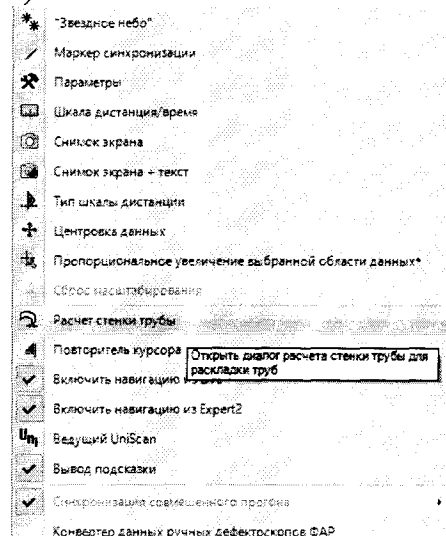 "Звездное небо"
Маркер синхронизации
Параметры
Шкала дистанция/время
Снимок экрана
Снимок экрана + текст
Тип шкалы дистанции
Центровка данных
Пропорциональное увеличение выбранной области данных*
Сброс масштабирования
Расчет стенки трубы
Повторитель курсора
Открыть диалог расчета стенки трубы для
раскладки труб
Включить навигацию
Включить навигацию из Expert2
Un₁ Ведущий UniScan
Вывод подсказки
Синхронизация совмещенного прогона
Конвертер данных ручных дефектоскопов ФАР